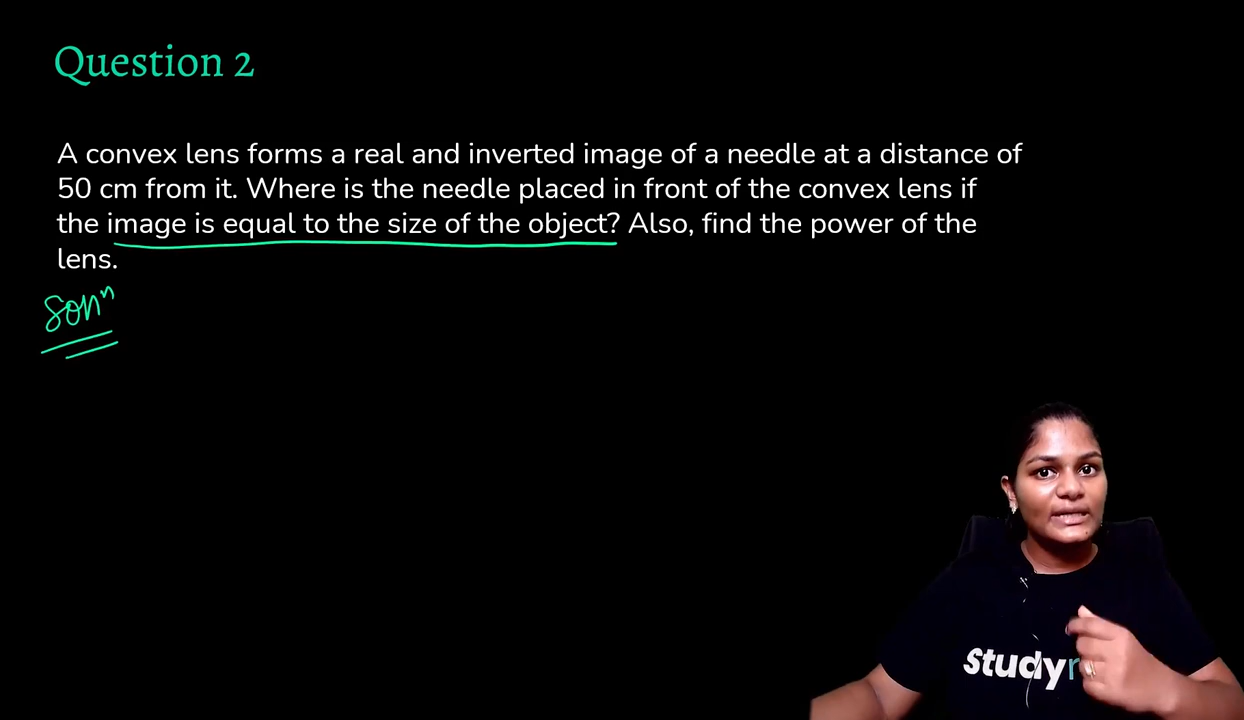 Question 2
A convex lens forms a real and inverted image of a needle at a distance of
50 cm from it. Where is the needle placed in front of the convex lens if
the image is equal to the size of the object? Also, find the power of the
lens.
Solⁿ
Study